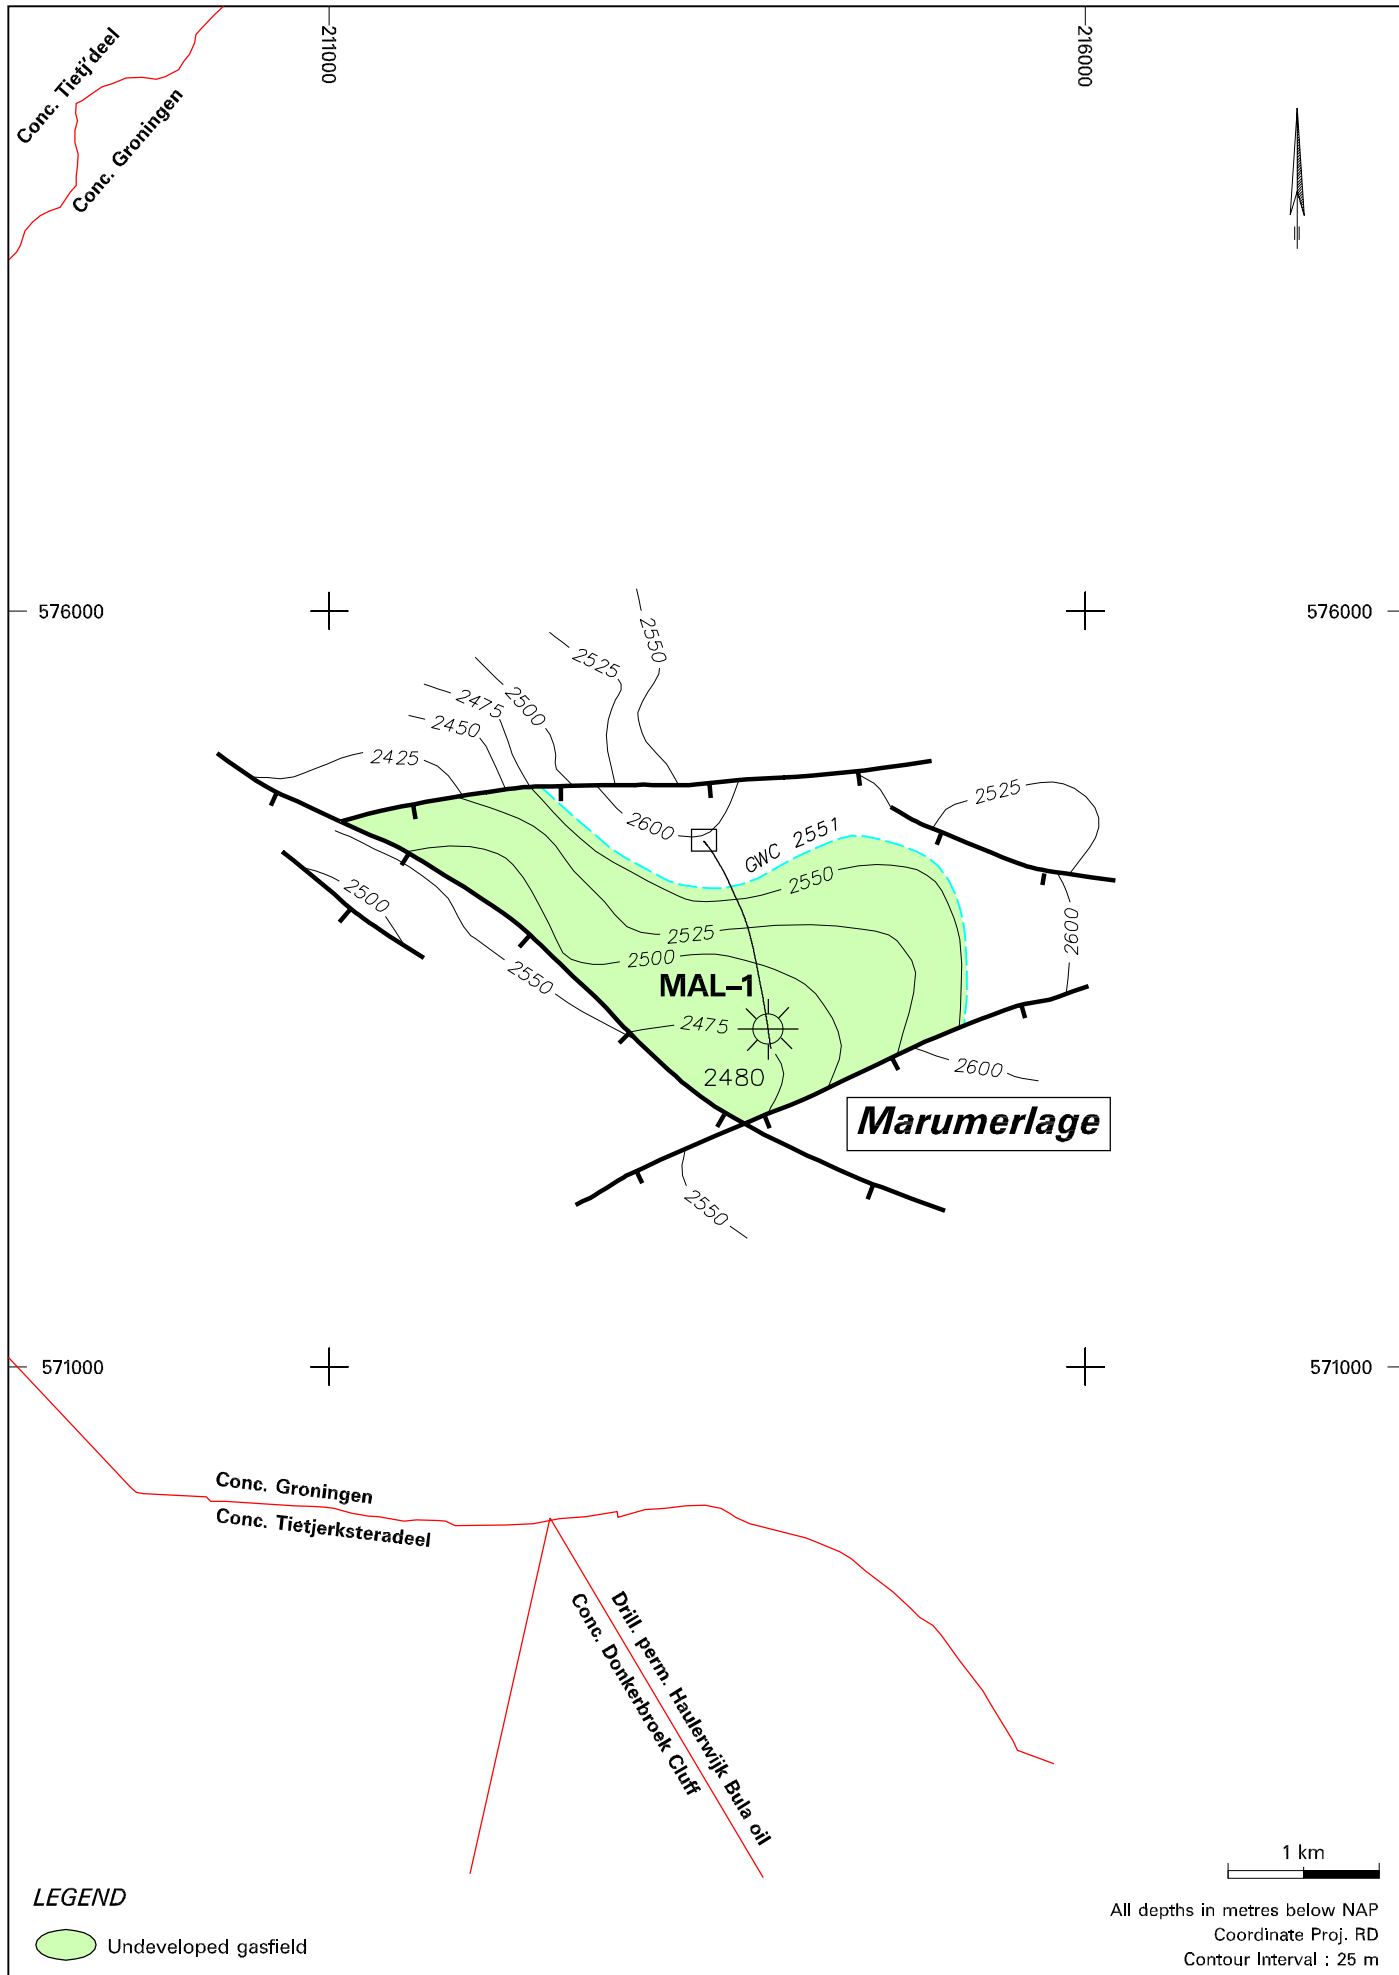 211000
216000
Conc. Tietj'deel
Conc. Groningen
576000
576000
2550
2525
2500
2475
2450
2425
2525
2600
GWC 2551
2550
2500
2600
2525
2500
2550
MAL–1
2475
2480
2600
Marumerlage
2550
571000
571000
Conc. Groningen
Conc. Tietjerksteradeel
Drill. perm. Haulerwijk Bula oil
Conc. Donkerbroek Cluff
1 km
LEGEND
All depths in metres below NAP
Coordinate Proj. RD
Undeveloped gasfield
Contour Interval : 25 m